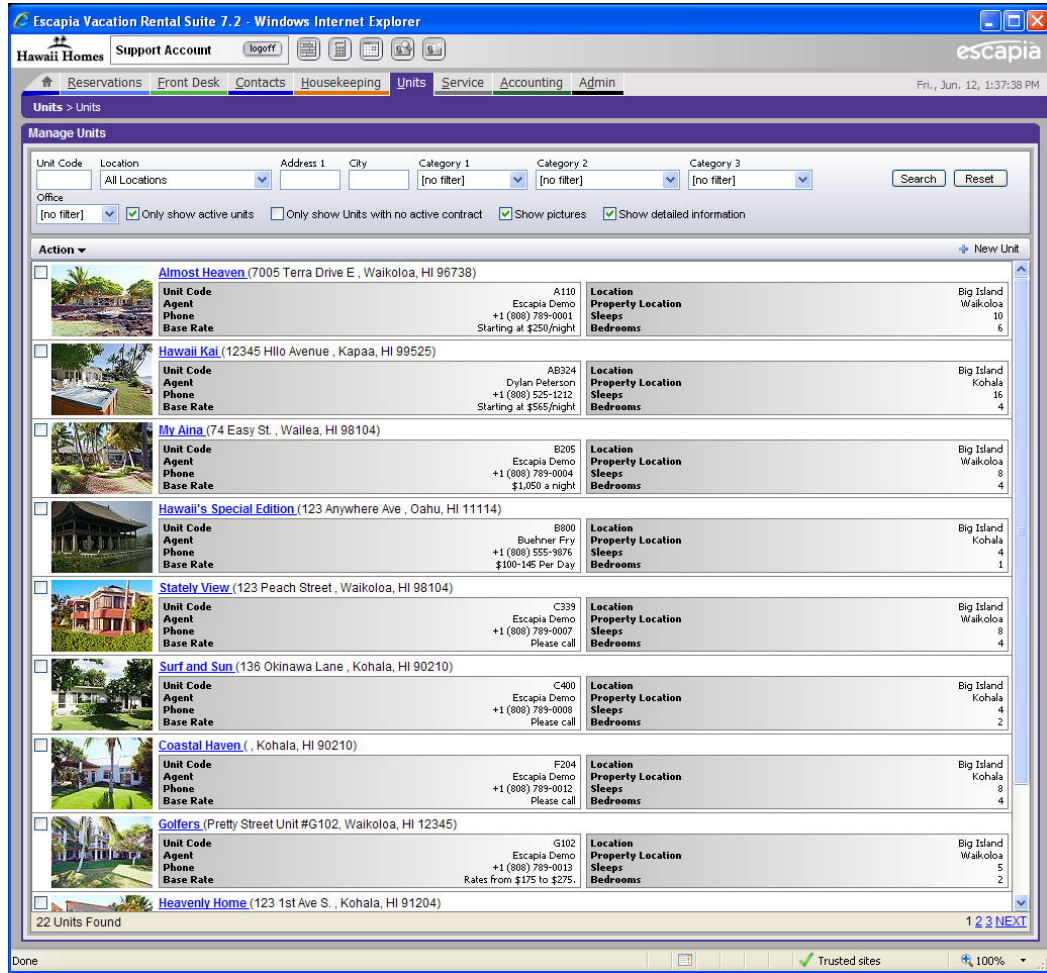 Escapia Vacation Rental Suite 7.2 - Windows Internet Explorer
Hawaii Homes Support Account logoff escapia
Reservations Front Desk Contacts Housekeeping Units Service Accounting Admin Fri., Jun. 12, 1:37:38 PM
Units > Units
Manage Units
Unit Code Location Address 1 City Category 1 Category 2 Category 3
All Locations [no filter] [no filter] [no filter] Search Reset
Office
[no filter] Only show active units Only show Units with no active contract Show pictures Show detailed information
Action New Unit
Almost Heaven (7005 Terra Drive E , Waikoloa, HI 96738)
Unit Code A110 Location Big Island
Agent Escapia Demo Property Location Waikoloa
Phone +1 (808) 789-0001 Sleeps 10
Base Rate Starting at $250/night Bedrooms 6
Hawaii Kai (12345 Hllo Avenue , Kapaa, HI 99525)
Unit Code AB324 Location Big Island
Agent Dylan Peterson Property Location Kohala
Phone +1 (808) 525-1212 Sleeps 16
Base Rate Starting at $565/night Bedrooms 4
My Aina (74 Easy St. , Wailea, HI 98104)
Unit Code B205 Location Big Island
Agent Escapia Demo Property Location Waikoloa
Phone +1 (808) 789-0004 Sleeps 8
Base Rate $1,050 a night Bedrooms 4
Hawaii's Special Edition (123 Anywhere Ave , Oahu, HI 11114)
Unit Code B800 Location Big Island
Agent Buehner Fry Property Location Kohala
Phone +1 (808) 555-9876 Sleeps 4
Base Rate $100-145 Per Day Bedrooms 1
Stately View (123 Peach Street , Waikoloa, HI 98104)
Unit Code C339 Location Big Island
Agent Escapia Demo Property Location Waikoloa
Phone +1 (808) 789-0007 Sleeps 8
Base Rate Please call Bedrooms 4
Surf and Sun (136 Okinawa Lane , Kohala, HI 90210)
Unit Code C400 Location Big Island
Agent Escapia Demo Property Location Kohala
Phone +1 (808) 789-0008 Sleeps 4
Base Rate Please call Bedrooms 2
Coastal Haven ( , Kohala, HI 90210)
Unit Code F204 Location Big Island
Agent Escapia Demo Property Location Kohala
Phone +1 (808) 789-0012 Sleeps 8
Base Rate Please call Bedrooms 4
Golfers (Pretty Street Unit #G102, Waikoloa, HI 12345)
Unit Code G102 Location Big Island
Agent Escapia Demo Property Location Waikoloa
Phone +1 (808) 789-0013 Sleeps 5
Base Rate Rates from $175 to $275. Bedrooms 2
Heavenly Home (123 1st Ave S. , Kohala, HI 91204)
22 Units Found 1 2 3 NEXT
Done Trusted sites 100%